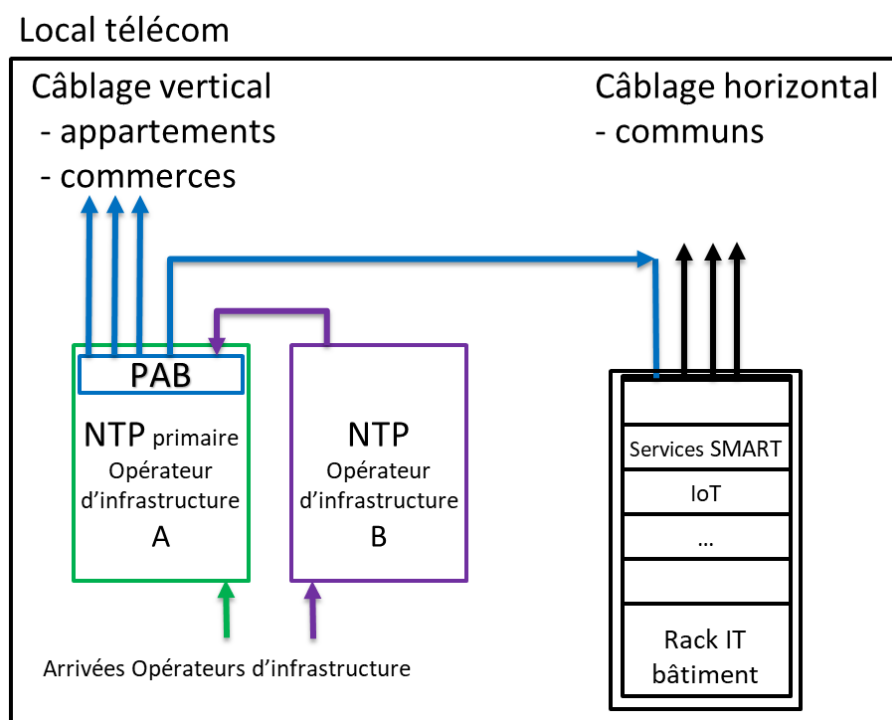 Local télécom
Câblage vertical
- appartements
- commerces
Câblage horizontal
- communs
PAB
NTP primaire
Opérateur
d’infrastructure
A
NTP
Opérateur
d’infrastructure
B
Arrivées Opérateurs d’infrastructure
Services SMART
IoT
...
Rack IT
bâtiment